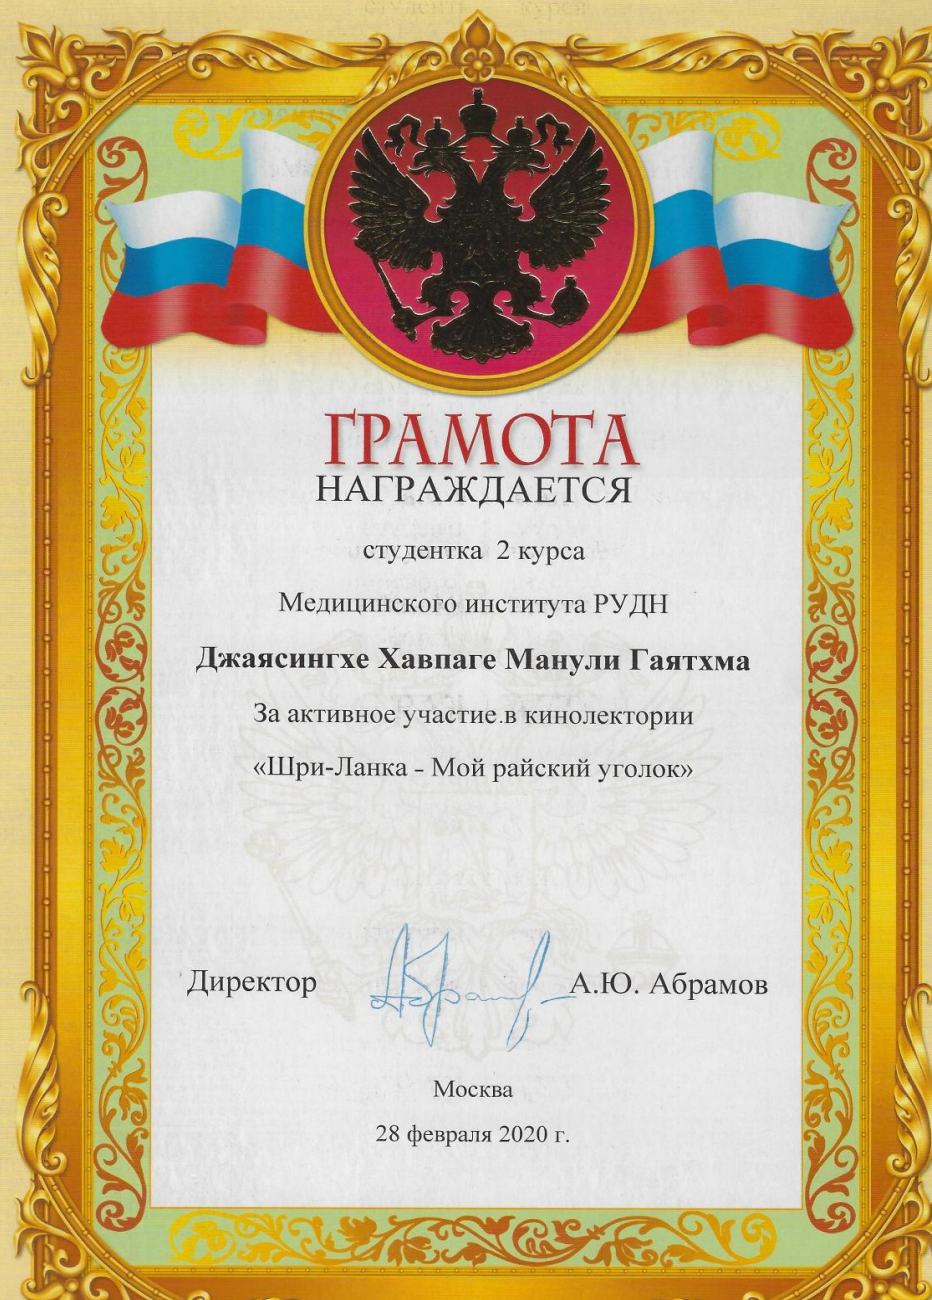 ГРАМОТА
НАГРАЖДАЕТСЯ
студентка 2 курса
Медицинского института РУДН
Джаясингхе Хавпаге Манули Гаятхма
За активное участие в кинолектории
«Шри-Ланка - Мой райский уголок»
Директор А.Ю. Абрамов
Москва
28 февраля 2020 г.